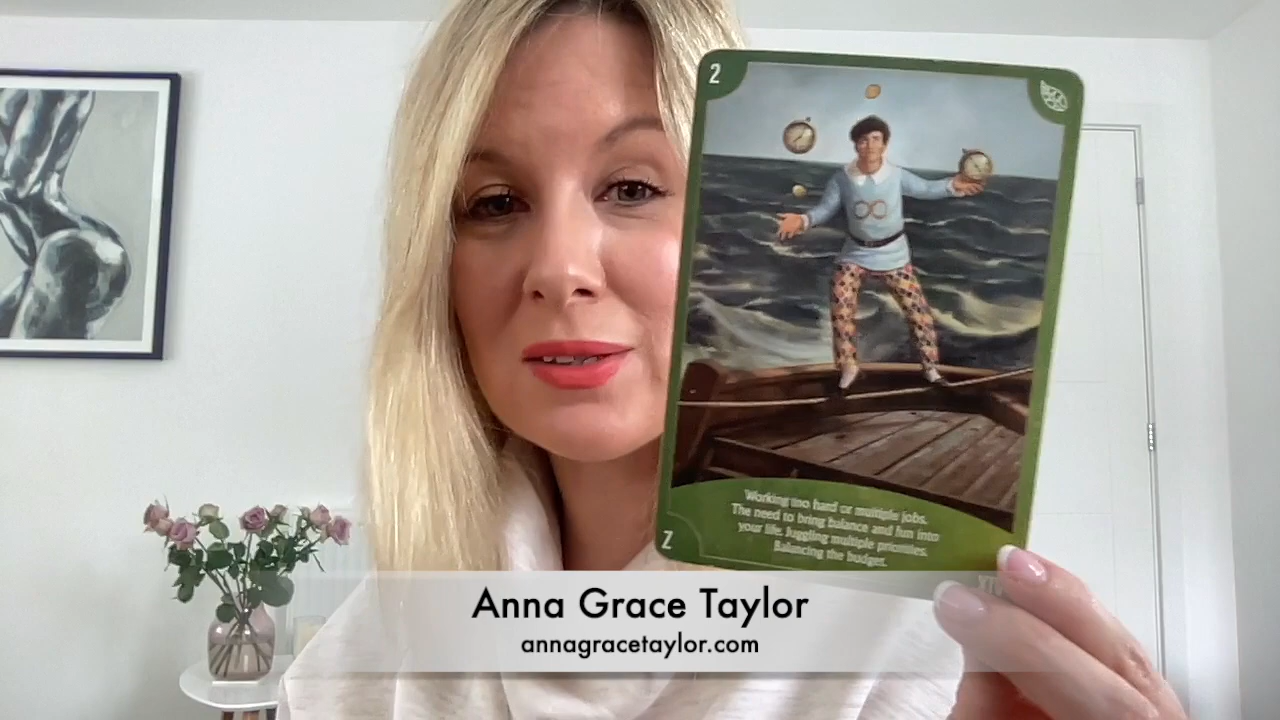 2
Working too hard or multiple jobs.
The need to bring balance and fun into
your life. Juggling multiple priorities.
Balancing the budget.
Z
Anna Grace Taylor
annagracetaylor.com